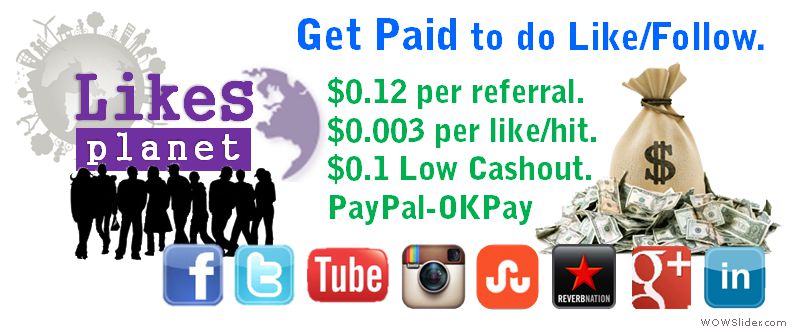 Get Paid to do Like/Follow.
Likes
planet
$0.12 per referral.
$0.003 per like/hit.
$0.1 Low Cashout.
PayPal-OKPay
$
f
t
Tube
REVERBNATION
g+
in
WOWSlider.com